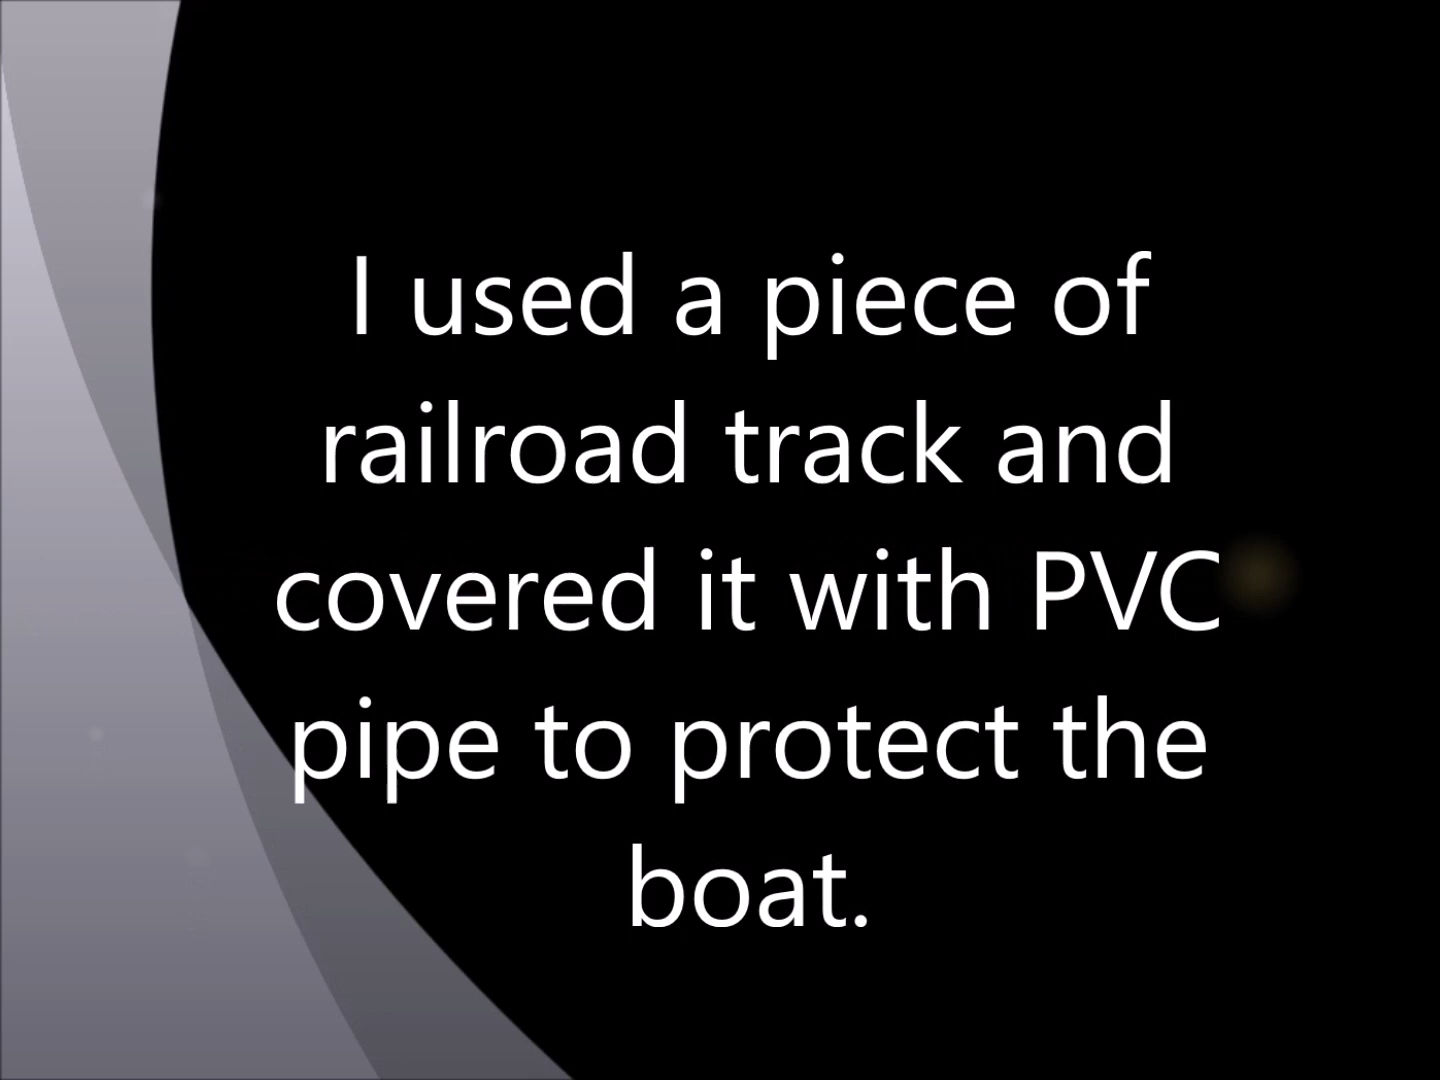 I used a piece of
railroad track and
covered it with PVC
pipe to protect the
boat.